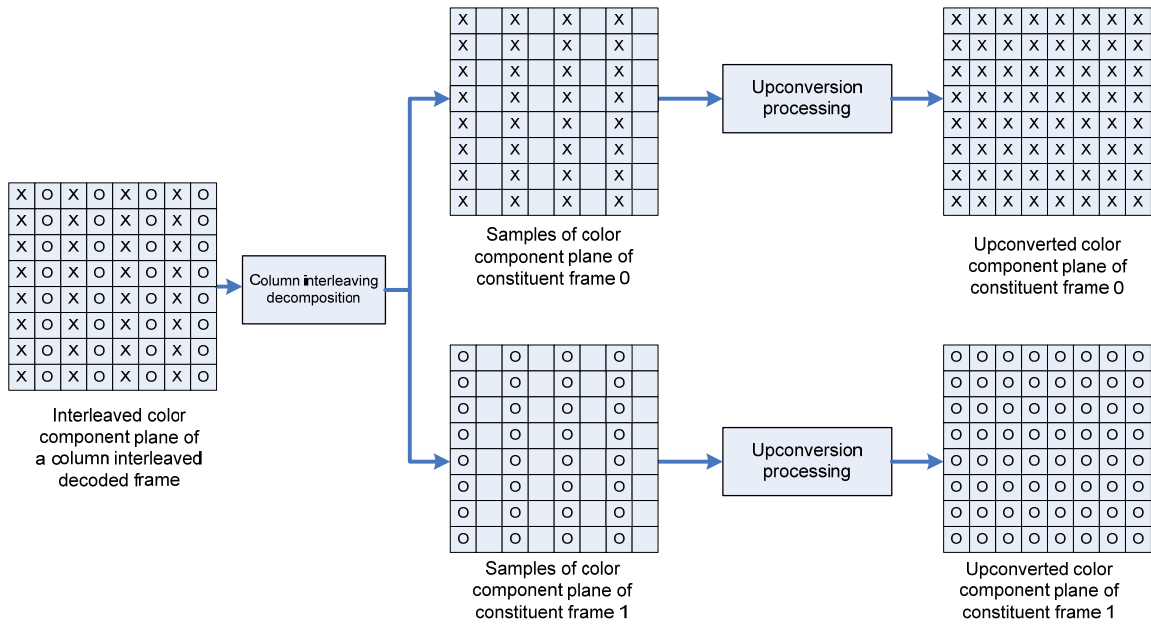 X X X X
X X X X
X X X X
X X X X
X X X X
X X X X
X X X X
X X X X
Samples of color
component plane of
constituent frame 0
Upconversion
processing
X X X X X X X X
X X X X X X X X
X X X X X X X X
X X X X X X X X
X X X X X X X X
X X X X X X X X
X X X X X X X X
X X X X X X X X
Upconverted color
component plane of
constituent frame 0
X O X O X O X O
X O X O X O X O
X O X O X O X O
X O X O X O X O
X O X O X O X O
X O X O X O X O
X O X O X O X O
X O X O X O X O
Interleaved color
component plane of
a column interleaved
decoded frame
Column interleaving
decomposition
O O O O
O O O O
O O O O
O O O O
O O O O
O O O O
O O O O
O O O O
Samples of color
component plane of
constituent frame 1
Upconversion
processing
O O O O O O O O
O O O O O O O O
O O O O O O O O
O O O O O O O O
O O O O O O O O
O O O O O O O O
O O O O O O O O
O O O O O O O O
Upconverted color
component plane of
constituent frame 1